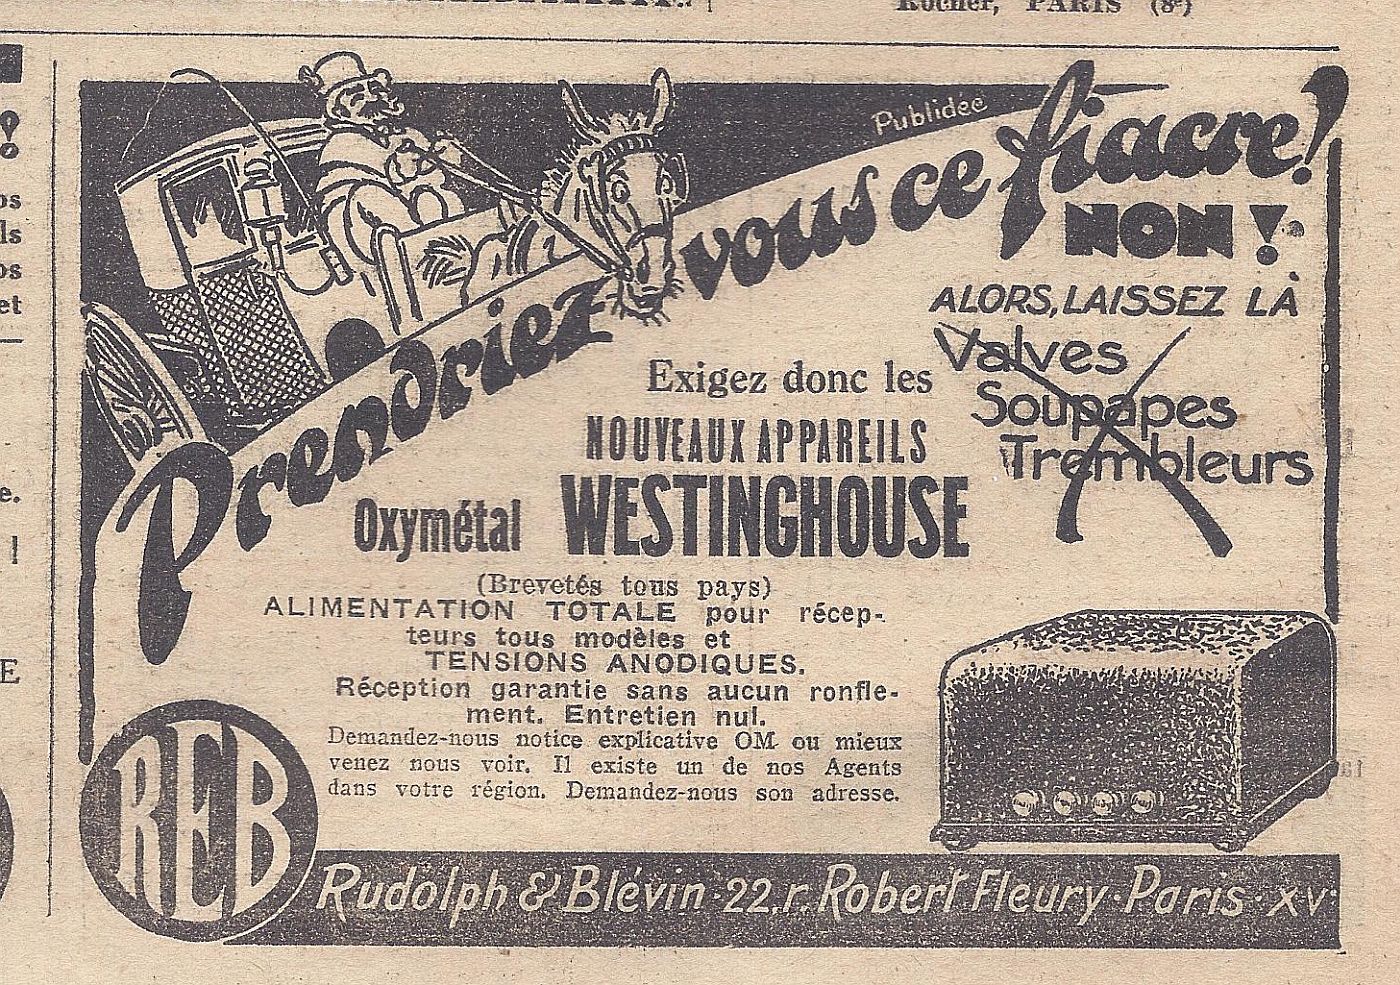 Rocher, PARIS (8e)
Publidée
Prendriez vous ce fiacre!
NON!
ALORS, LAISSEZ LÀ
Valves
Soupapes
Trembleurs
Exigez donc les
NOUVEAUX APPAREILS
Oxymétal WESTINGHOUSE
(Brevetés tous pays)
ALIMENTATION TOTALE pour récep-
teurs tous modèles et
TENSIONS ANODIQUES.
Réception garantie sans aucun ronfle-
ment. Entretien nul.
Demandez-nous notice explicative OM ou mieux
venez nous voir. Il existe un de nos Agents
dans votre région. Demandez-nous son adresse.
REB
Rudolph & Blévin · 22, r. Robert Fleury · Paris · XV